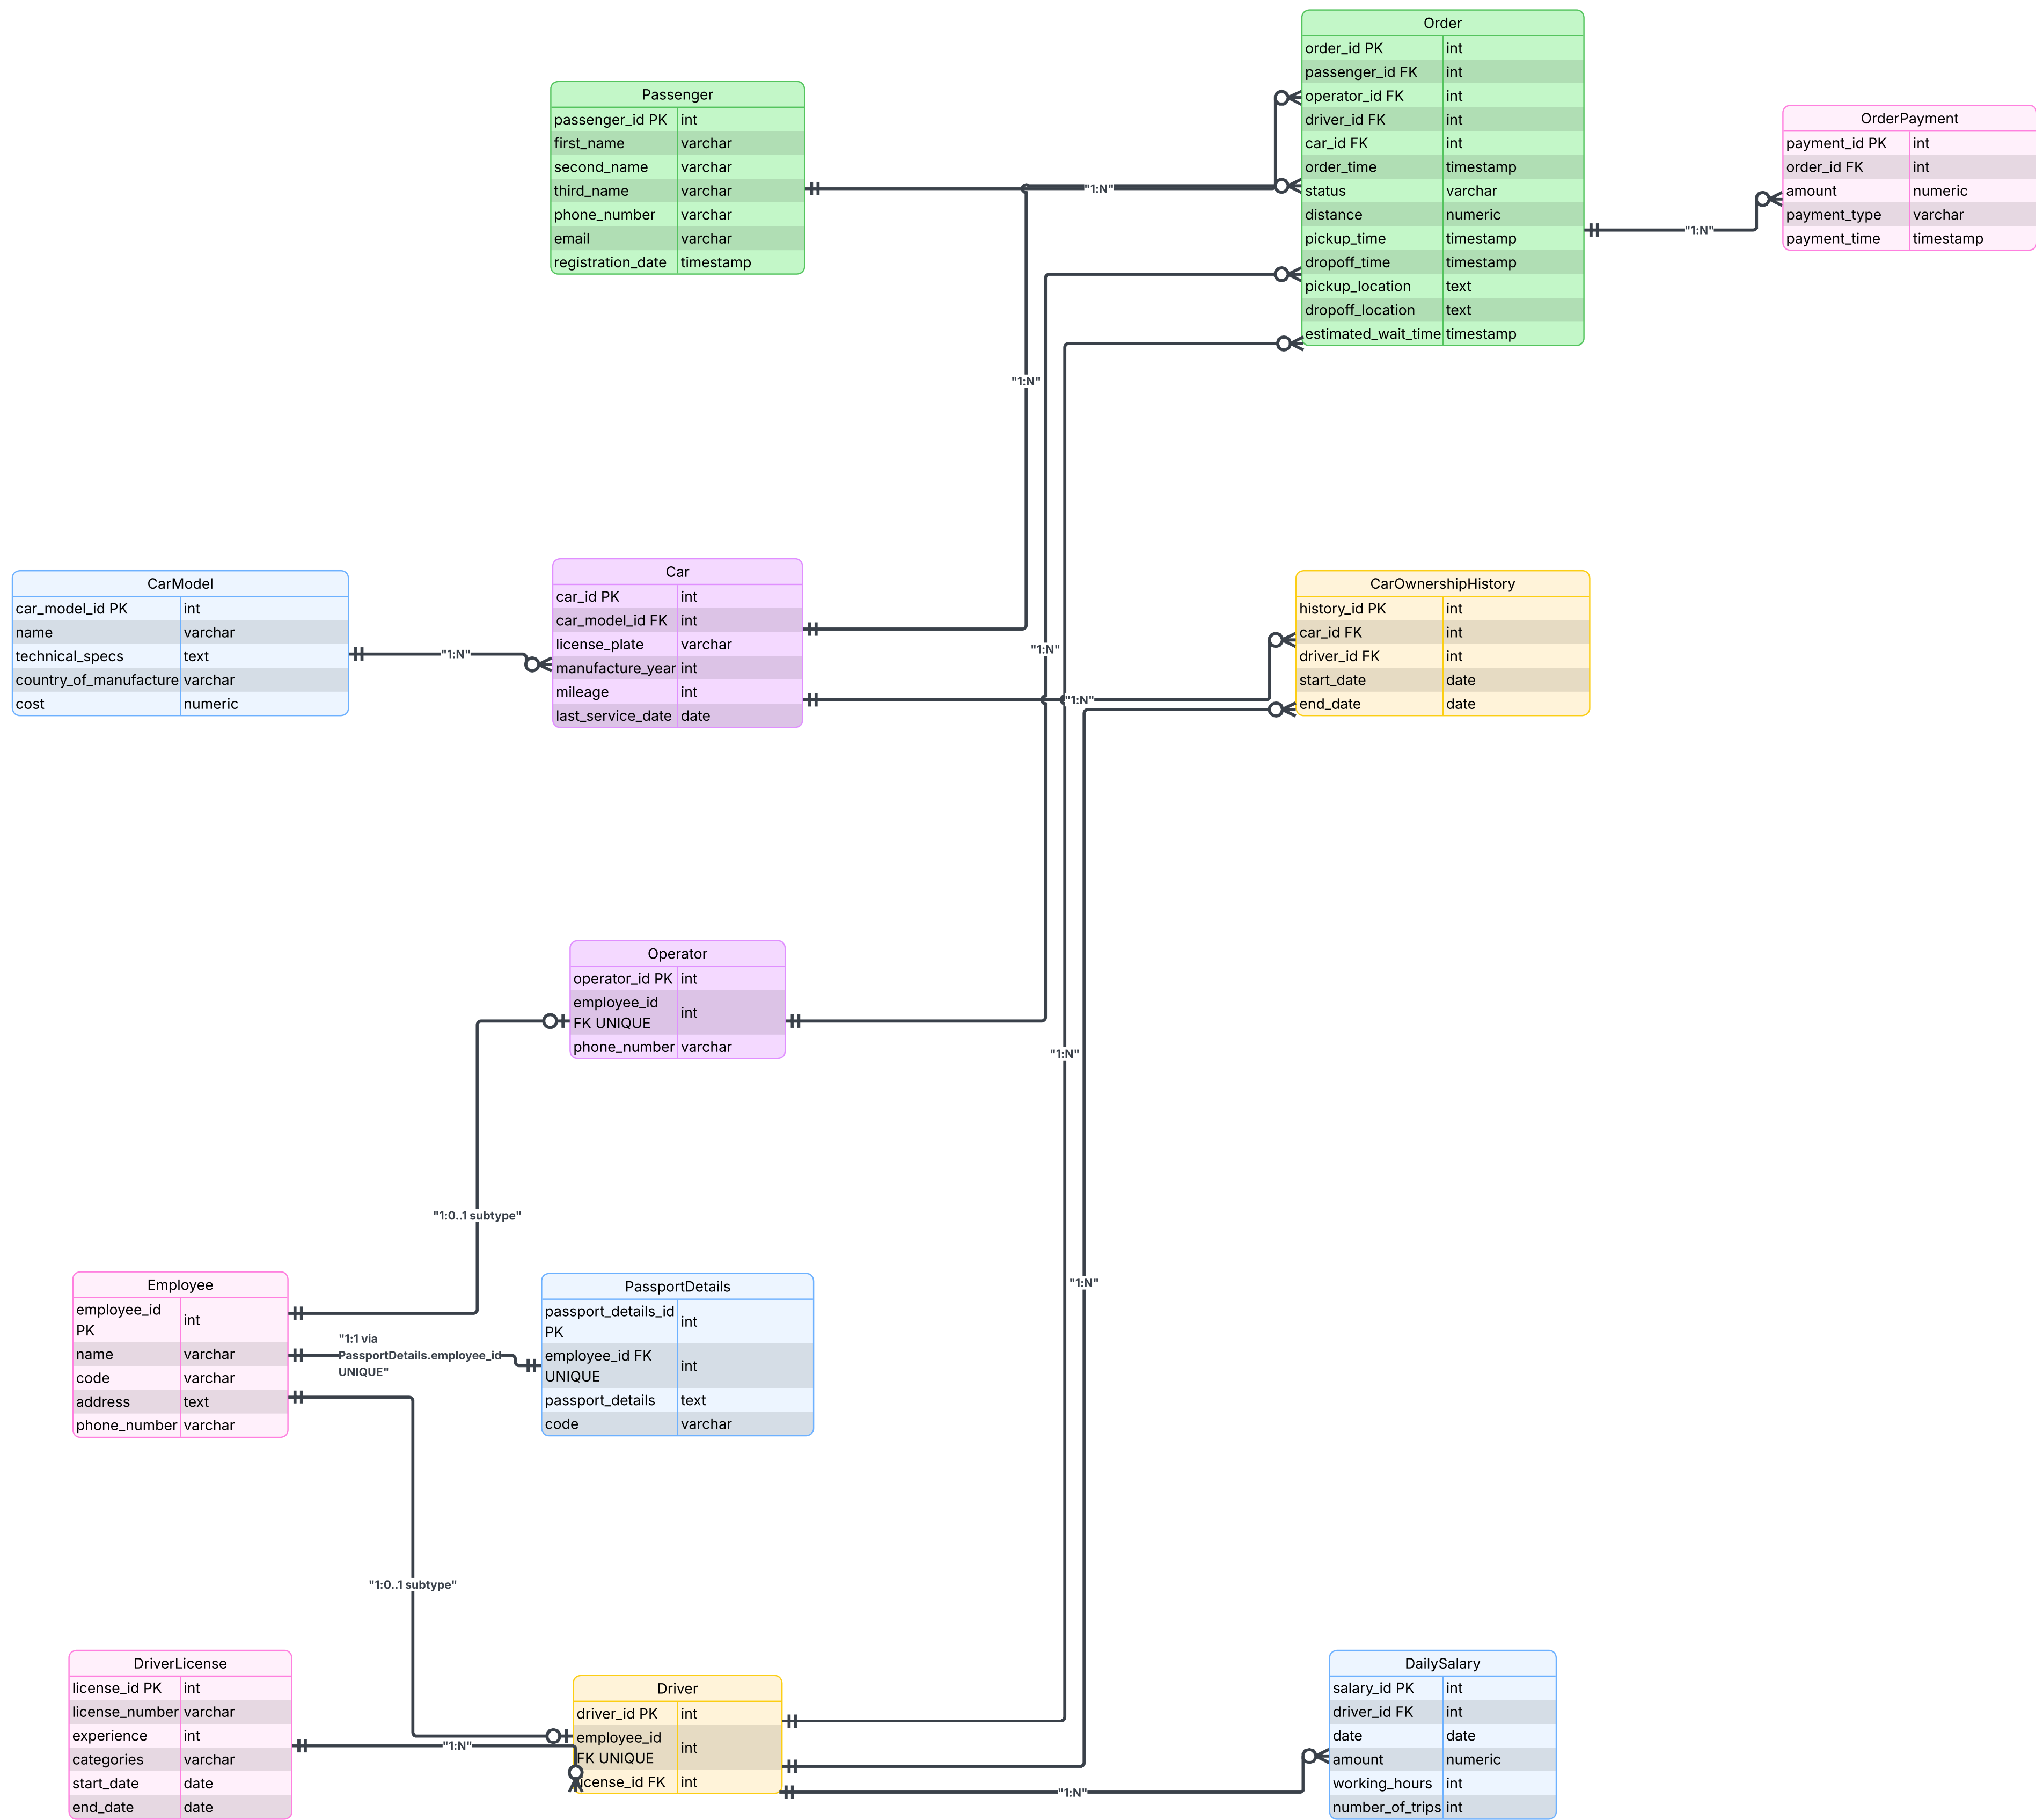 Order
order_id PK int
passenger_id FK int
operator_id FK int
driver_id FK int
car_id FK int
order_time timestamp
status varchar
distance numeric
pickup_time timestamp
dropoff_time timestamp
pickup_location text
dropoff_location text
estimated_wait_time timestamp
Passenger
passenger_id PK int
first_name varchar
second_name varchar
third_name varchar
phone_number varchar
email varchar
registration_date timestamp
OrderPayment
payment_id PK int
order_id FK int
amount numeric
payment_type varchar
payment_time timestamp
"1:N"
"1:N"
"1:N"
CarModel
car_model_id PK int
name varchar
technical_specs text
country_of_manufacture varchar
cost numeric
"1:N"
Car
car_id PK int
car_model_id FK int
license_plate varchar
manufacture_year int
mileage int
last_service_date date
"1:N"
"1:N"
CarOwnershipHistory
history_id PK int
car_id FK int
driver_id FK int
start_date date
end_date date
Operator
operator_id PK int
employee_id
FK UNIQUE int
phone_number varchar
"1:N"
"1:0..1 subtype"
"1:N"
Employee
employee_id
PK int
name varchar
code varchar
address text
phone_number varchar
"1:1 via
PassportDetails.employee_id
UNIQUE"
PassportDetails
passport_details_id
PK int
employee_id FK
UNIQUE int
passport_details text
code varchar
"1:0..1 subtype"
DriverLicense
license_id PK int
license_number varchar
experience int
categories varchar
start_date date
end_date date
"1:N"
Driver
driver_id PK int
employee_id
FK UNIQUE int
license_id FK int
"1:N"
DailySalary
salary_id PK int
driver_id FK int
date date
amount numeric
working_hours int
number_of_trips int